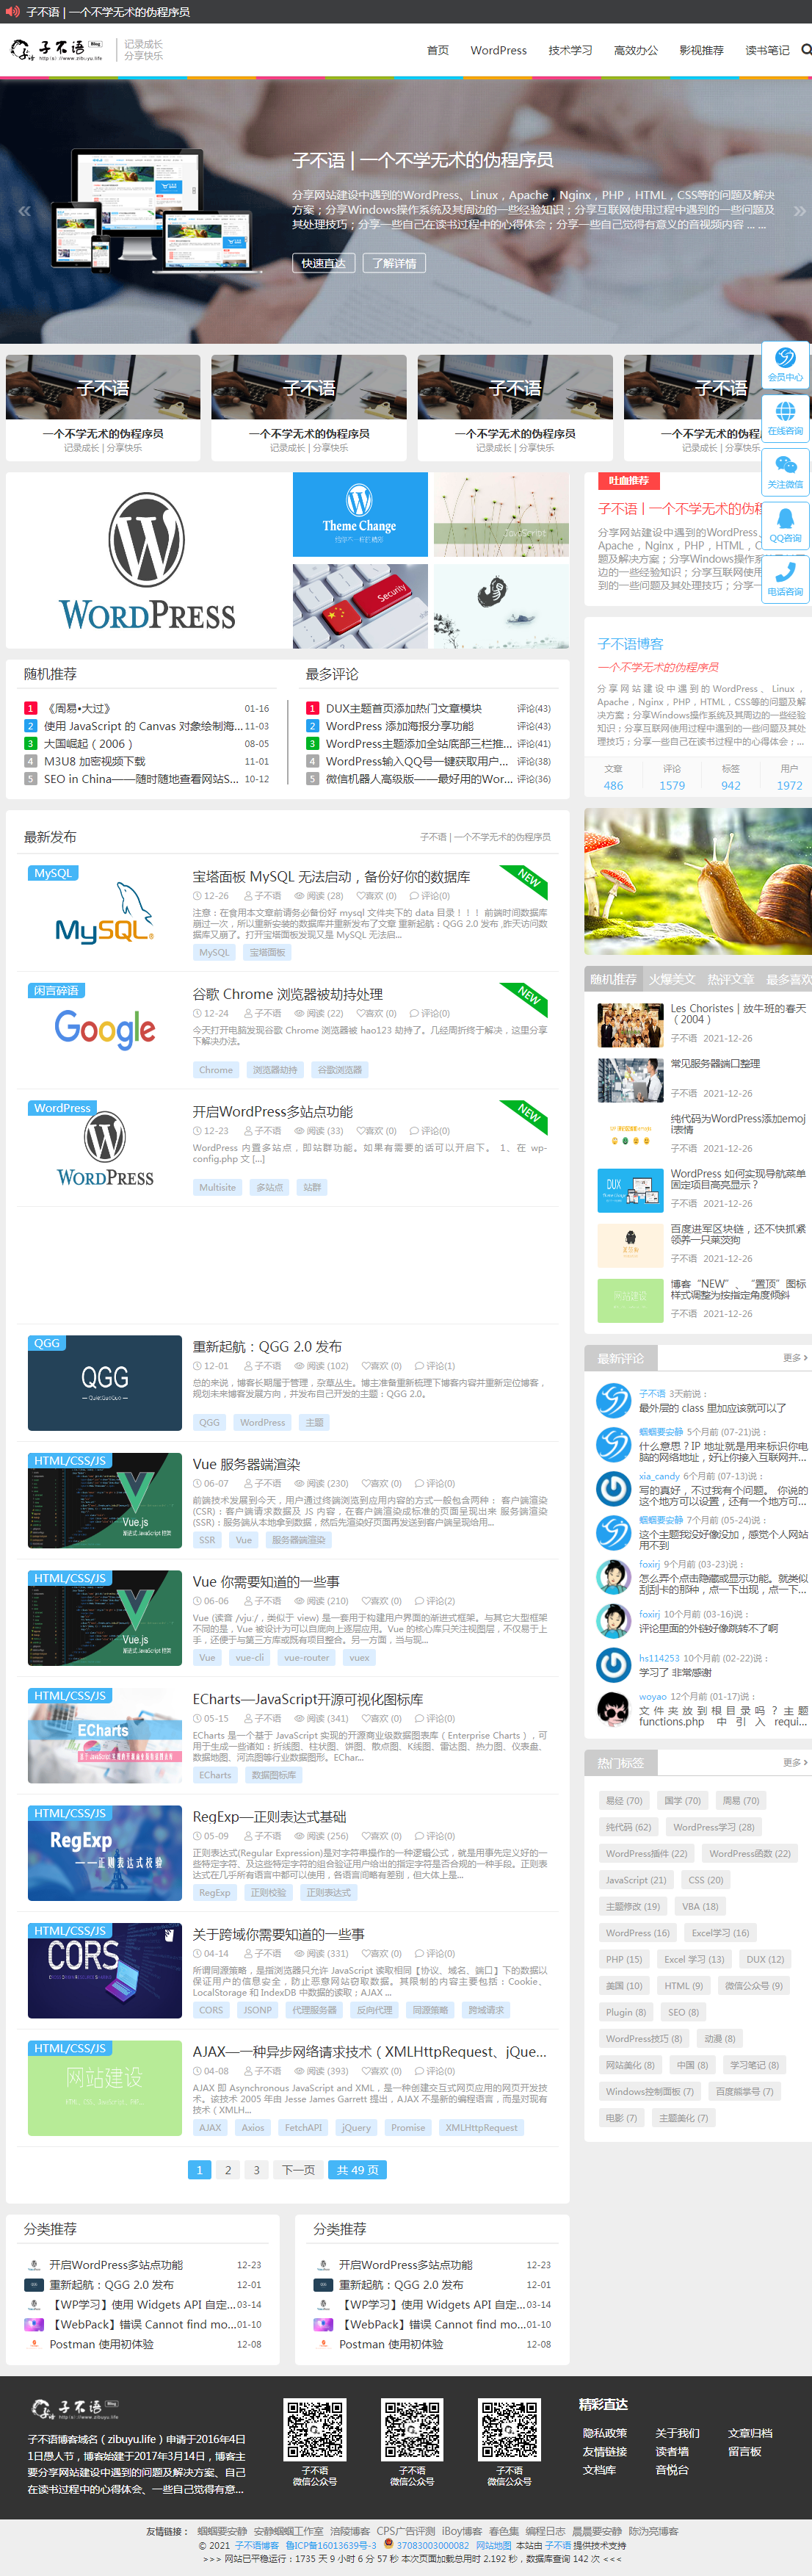 子不语 | 一个不学无术的伪程序员
子不语 Blog
http(s)://www.zibuyu.life
记录成长
分享快乐
首页 WordPress 技术学习 高效办公 影视推荐 读书笔记
子不语 | 一个不学无术的伪程序员
分享网站建设中遇到的WordPress、Linux，Apache，Nginx，PHP，HTML，CSS等的问题及解决
方案；分享Windows操作系统及其周边的一些经验知识；分享互联网使用过程中遇到的一些问题及
其处理技巧；分享一些自己在读书过程中的心得体会；分享一些自己觉得有意义的音视频内容 ... ...
快速直达 了解详情
会员中心
在线咨询
关注微信
QQ咨询
电话咨询
子不语
一个不学无术的伪程序员
记录成长 | 分享快乐
子不语
一个不学无术的伪程序员
记录成长 | 分享快乐
子不语
一个不学无术的伪程序员
记录成长 | 分享快乐
子不语
一个不学无术的伪
记录成长 | 分享快乐
WORDPRESS
Theme Change
JavaScript
Security
吐血推荐
子不语 | 一个不学无术的伪程
分享网站建设中遇到的WordPress、
Apache，Nginx，PHP，HTML，C
题及解决方案；分享Windows操作系
边的一些经验知识；分享互联网使用
到的一些问题及其处理技巧；分享一
子不语博客
一个不学无术的伪程序员
分享网站建设中遇到的WordPress、Linux，
Apache，Nginx，PHP，HTML，CSS等的问题及解
决方案；分享Windows操作系统及其周边的一些经验
知识；分享互联网使用过程中遇到的一些问题及其处
理技巧；分享一些自己在读书过程中的心得体会；...
文章 评论 标签 用户
486 1579 942 1972
随机推荐
1 《周易•大过》 01-16
2 使用 JavaScript 的 Canvas 对象绘制海... 11-03
3 大国崛起（2006） 08-05
4 M3U8 加密视频下载 11-01
5 SEO in China——随时随地查看网站S... 10-12
最多评论
1 DUX主题首页添加热门文章模块 评论(43)
2 WordPress 添加海报分享功能 评论(43)
3 WordPress主题添加全站底部三栏推... 评论(41)
4 WordPress输入QQ号一键获取用户... 评论(38)
5 微信机器人高级版——最好用的Wor... 评论(36)
最新发布
子不语 | 一个不学无术的伪程序员
MySQL
MySQL
宝塔面板 MySQL 无法启动，备份好你的数据库
NEW
12-26 子不语 阅读 (28) 喜欢 (0) 评论(0)
注意：在食用本文章前请务必备份好 mysql 文件夹下的 data 目录！！！ 前端时间数据库
崩过一次，所以重新安装的数据库并重新发布了文章 重新起航：QGG 2.0 发布 ,昨天访问数
据库又崩了。打开宝塔面板发现又是 MySQL 无法启...
MySQL 宝塔面板
闲言碎语
Google
谷歌 Chrome 浏览器被劫持处理
NEW
12-24 子不语 阅读 (22) 喜欢 (0) 评论(0)
今天打开电脑发现谷歌 Chrome 浏览器被 hao123 劫持了。几经周折终于解决，这里分享
下解决办法。
Chrome 浏览器劫持 谷歌浏览器
WordPress
WORDPRESS
开启WordPress多站点功能
NEW
12-23 子不语 阅读 (33) 喜欢 (0) 评论(0)
WordPress 内置多站点，即站群功能。如果有需要的话可以开启下。 1、在 wp-
config.php 文 [...]
Multisite 多站点 站群
QGG
QGG
重新起航：QGG 2.0 发布
12-01 子不语 阅读 (102) 喜欢 (0) 评论(1)
总的来说，博客长期属于管理，杂草丛生。博主准备重新梳理下博客内容并重新定位博客，
规划未来博客发展方向，并发布自己开发的主题：QGG 2.0。
QGG WordPress 主题
HTML/CSS/JS
Vue.js
渐进式 JavaScript 框架
Vue 服务器端渲染
06-07 子不语 阅读 (230) 喜欢 (0) 评论(0)
前端技术发展到今天，用户通过终端浏览到应用内容的方式一般包含两种： 客户端渲染
(CSR)：客户端请求数据及 JS 内容，在客户端渲染成标准的页面呈现出来 服务端渲染
(SSR)：服务端从本地拿到数据，然后先渲染好页面再发送到客户端呈现给用...
SSR Vue 服务器端渲染
HTML/CSS/JS
Vue.js
渐进式 JavaScript 框架
Vue 你需要知道的一些事
06-06 子不语 阅读 (210) 喜欢 (0) 评论(2)
Vue (读音 /vjuː/，类似于 view) 是一套用于构建用户界面的渐进式框架。与其它大型框架
不同的是，Vue 被设计为可以自底向上逐层应用。Vue 的核心库只关注视图层，不仅易于上
手，还便于与第三方库或既有项目整合。另一方面，当与现...
Vue vue-cli vue-router vuex
HTML/CSS/JS
ECharts
ECharts—JavaScript开源可视化图标库
05-15 子不语 阅读 (341) 喜欢 (0) 评论(0)
ECharts 是一个基于 JavaScript 实现的开源商业级数据图表库（Enterprise Charts），可
用于生成一些诸如：折线图、柱状图、饼图、散点图、K线图、雷达图、热力图、仪表盘、
数据地图、河流图等行业数据图形。EChar...
ECharts 数据图标库
HTML/CSS/JS
RegExp
——正则表达式校验
RegExp—正则表达式基础
05-09 子不语 阅读 (256) 喜欢 (0) 评论(0)
正则表达式(Regular Expression)是对字符串操作的一种逻辑公式，就是用事先定义好的一
些特定字符、及这些特定字符的组合验证用户给出的指定字符是否合规的一种手段。正则表
达式在几乎所有语言中都可以使用，各语言间略有差别，但大体上是...
RegExp 正则校验 正则表达式
HTML/CSS/JS
CORS
关于跨域你需要知道的一些事
04-14 子不语 阅读 (331) 喜欢 (0) 评论(0)
所谓同源策略，是指浏览器只允许 JavaScript 读取相同【协议、域名、端口】下的数据以
保证用户的信息安全，防止恶意网站窃取数据。其限制的内容主要包括：Cookie、
LocalStorage 和 IndexDB 中数据的读取；AJAX ...
CORS JSONP 代理服务器 反向代理 同源策略 跨域请求
HTML/CSS/JS
网站建设
AJAX—一种异步网络请求技术（XMLHttpRequest、jQue...
04-08 子不语 阅读 (393) 喜欢 (0) 评论(0)
AJAX 即 Asynchronous JavaScript and XML，是一种创建交互式网页应用的网页开发技
术。该技术 2005 年由 Jesse James Garrett 提出，AJAX 不是新的编程语言，而是对现有
技术（XMLH...
AJAX Axios FetchAPI jQuery Promise XMLHttpRequest
1 2 3 下一页 共 49 页
随机推荐 火爆美文 热评文章 最多喜欢
Les Choristes | 放牛班的春天
（2004）
子不语 2021-12-26
常见服务器端口整理
子不语 2021-12-26
纯代码为WordPress添加emoj
i表情
子不语 2021-12-26
DUX
WordPress 如何实现导航菜单
固定项目高亮显示？
子不语 2021-12-26
百度进军区块链，还不快抓紧
领养一只莱茨狗
子不语 2021-12-26
网站建设
博客“NEW”、“置顶”图标
样式调整为按指定角度倾斜
子不语 2021-12-26
最新评论 更多
子不语 3天前说：
最外层的 class 里加应该就可以了
蝈蝈要安静 5个月前 (07-21)说：
什么意思？IP 地址就是用来标识你电
脑的网络地址，好让你接入互联网并...
xia_candy 6个月前 (07-13)说：
写的真好，不过我有个问题。 你说的
这个地方可以设置，还有一个地方可...
蝈蝈要安静 7个月前 (05-24)说：
这个主题我没好像没加，感觉个人网站
用不到
foxirj 9个月前 (03-23)说：
怎么弄个点击隐藏或显示功能。就类似
刮刮卡的那种，点一下出现，点一下...
foxirj 10个月前 (03-16)说：
评论里面的外链好像跳转不了啊
hs114253 10个月前 (02-22)说：
学习了 非常感谢
woyao 12个月前 (01-17)说：
文件夹放到根目录吗？主题
functions.php 中引入 requi...
热门标签 更多
易经 (70) 国学 (70) 周易 (70)
纯代码 (62) WordPress学习 (28)
WordPress插件 (22) WordPress函数 (22)
JavaScript (21) CSS (20)
主题修改 (19) VBA (18)
WordPress (16) Excel学习 (16)
PHP (15) Excel 学习 (13) DUX (12)
美国 (10) HTML (9) 微信公众号 (9)
Plugin (8) SEO (8)
WordPress技巧 (8) 动漫 (8)
网站美化 (8) 中国 (8) 学习笔记 (8)
Windows控制面板 (7) 百度熊掌号 (7)
电影 (7) 主题美化 (7)
分类推荐
开启WordPress多站点功能 12-23
重新起航：QGG 2.0 发布 12-01
【WP学习】使用 Widgets API 自定... 03-14
【WebPack】错误 Cannot find mo... 01-10
Postman 使用初体验 12-08
分类推荐
开启WordPress多站点功能 12-23
重新起航：QGG 2.0 发布 12-01
【WP学习】使用 Widgets API 自定... 03-14
【WebPack】错误 Cannot find mo... 01-10
Postman 使用初体验 12-08
子不语
http(s)://www.zibuyu.life
子不语博客域名（zibuyu.life）申请于2016年4月
1日愚人节，博客始建于2017年3月14日，博客主
要分享网站建设中遇到的问题及解决方案、自己
在读书过程中的心得体会、一些自己觉得有意...
子不语
微信公众号
子不语
微信公众号
子不语
微信公众号
精彩直达
隐私政策 关于我们 文章归档
友情链接 读者墙 留言板
文档库 音悦台
友情链接： 蝈蝈要安静 安静蝈蝈工作室 涪陵博客 CPS广告评测 iBoy博客 春色集 编程日志 晨晨要安静 陈沩亮博客
© 2021 子不语博客 鲁ICP备16013639号-3 37083003000082 网站地图 本站由 子不语 提供技术支持
>>> 网站已平稳运行：1735 天 9 小时 6 分 57 秒 本次页面加载总用时 2.192 秒，数据库查询 142 次 <<<